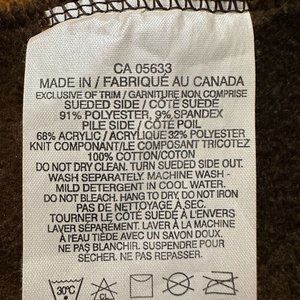 CA 05633
MADE IN / FABRIQUÉ AU CANADA
EXCLUSIVE OF TRIM / GARNITURE NON COMPRISE
SUEDED SIDE / CÔTÉ SUÉDÉ
91% POLYESTER, 9% SPANDEX
PILE SIDE / CÔTÉ POIL
68% ACRYLIC / ACRYLIQUE 32% POLYESTER
KNIT COMPONANT/LE COMPOSANT TRICOTEZ
100% COTTON/COTON
DO NOT DRY CLEAN. TURN SUEDED SIDE OUT.
WASH SEPARATELY. MACHINE WASH -
MILD DETERGENT IN COOL WATER.
DO NOT BLEACH. HANG TO DRY. DO NOT IRON
PAS DE NETTOYAGE À SEC.
TOURNER LE CÔTÉ SUÈDE À L'ENVERS
LAVER SÉPARÉMENT. MACHINE LAVER -
À L'EAU TIÈDE AVEC UN SAVON DOUX.
NE PAS BLANCHIR. SUSPENDRE POUR
SÉCHER. NE PAS REPASSER.
30°C CL